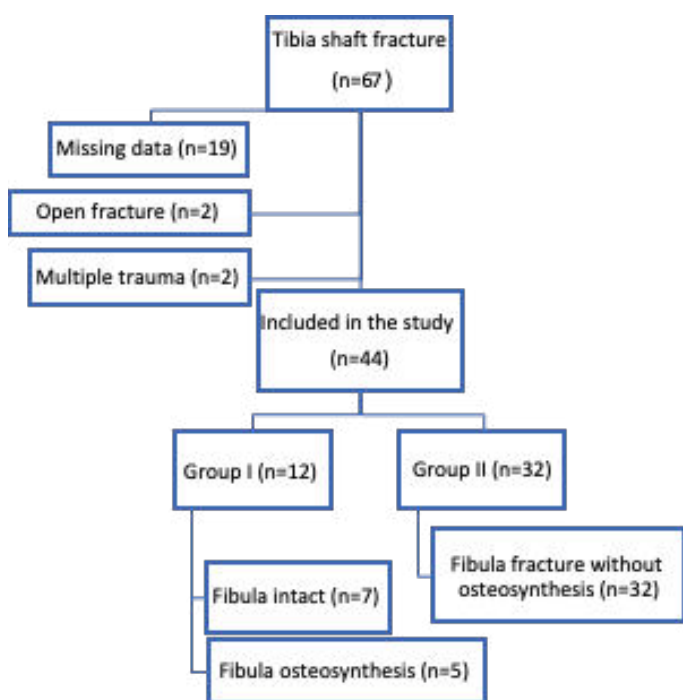 Tibia shaft fracture
(n=67)
Missing data (n=19)
Open fracture (n=2)
Multiple trauma (n=2)
Included in the study
(n=44)
Group I (n=12)
Group II (n=32)
Fibula fracture without
osteosynthesis (n=32)
Fibula intact (n=7)
Fibula osteosynthesis (n=5)